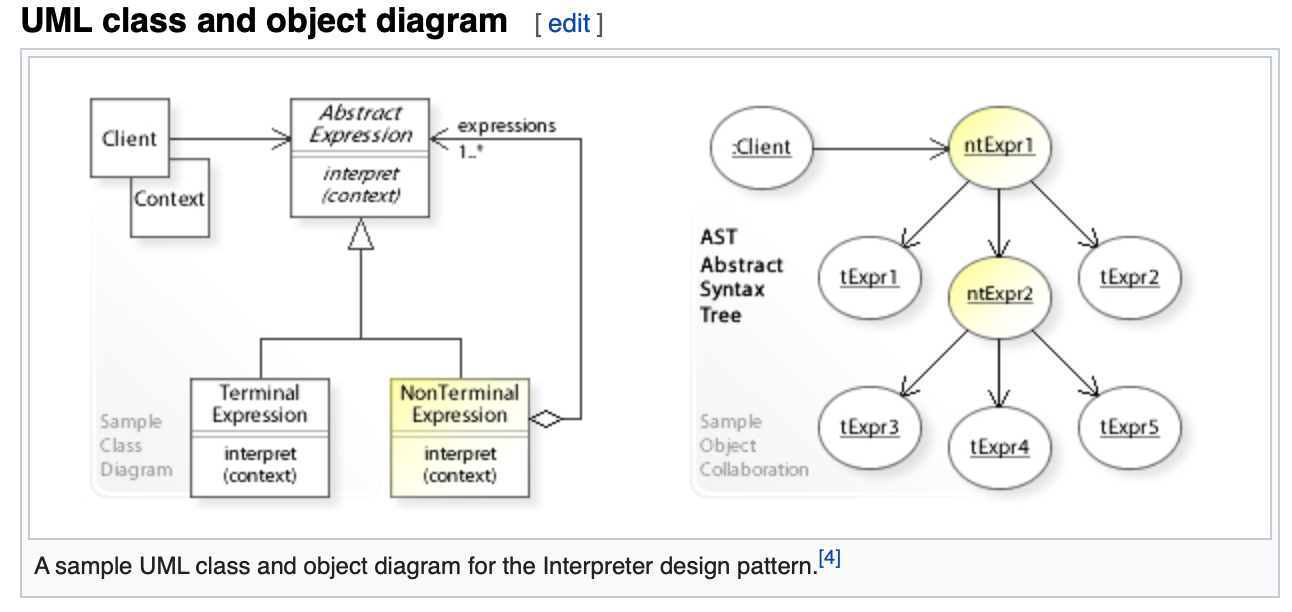 UML class and object diagram [ edit ]
Client
Context
Abstract
Expression
interpret
(context)
expressions
1..*
Terminal
Expression
interpret
(context)
NonTerminal
Expression
interpret
(context)
Sample
Class
Diagram
:Client
ntExpr1
AST
Abstract
Syntax
Tree
tExpr1
ntExpr2
tExpr2
tExpr3
tExpr4
tExpr5
Sample
Object
Collaboration
A sample UML class and object diagram for the Interpreter design pattern.[4]